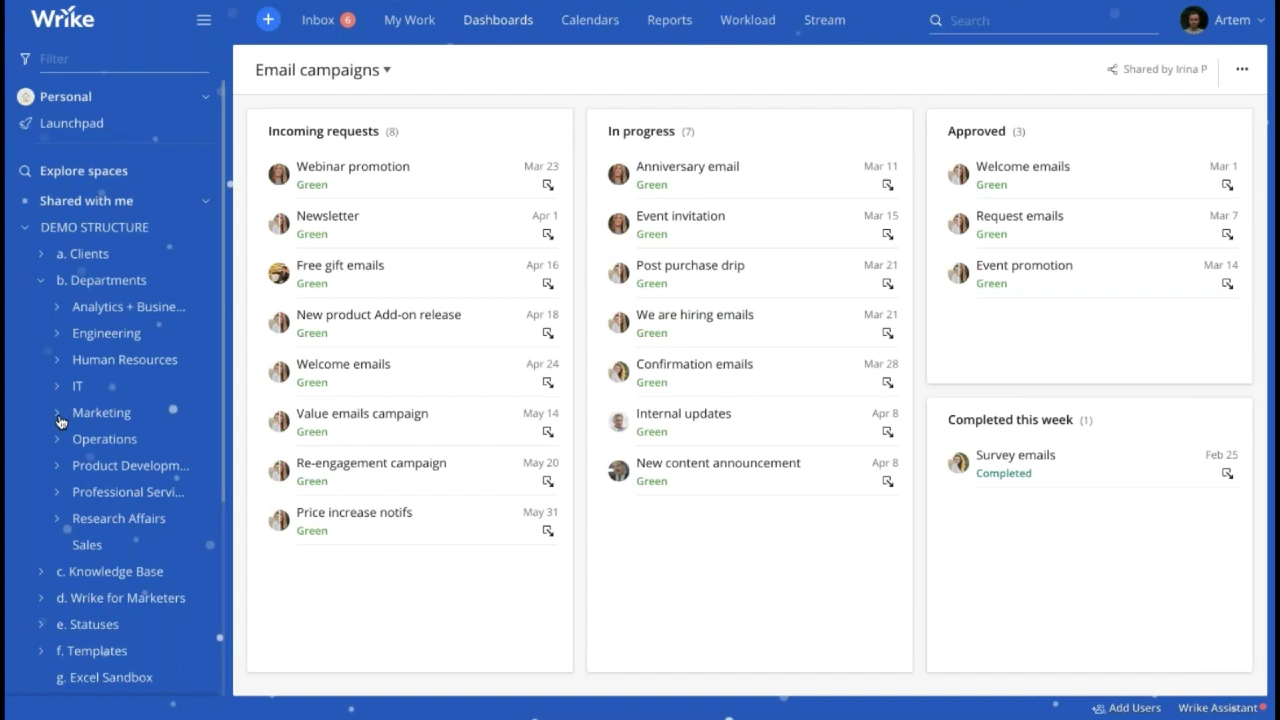 Wrike
Inbox 6 My Work Dashboards Calendars Reports Workload Stream Search Artem
Filter
Personal
Launchpad
Explore spaces
Shared with me
DEMO STRUCTURE
a. Clients
b. Departments
Analytics + Busine...
Engineering
Human Resources
IT
Marketing
Operations
Product Developm...
Professional Servi...
Research Affairs
Sales
c. Knowledge Base
d. Wrike for Marketers
e. Statuses
f. Templates
g. Excel Sandbox
Email campaigns
Shared by Irina P
Incoming requests (8)
Webinar promotion Mar 23
Green
Newsletter Apr 1
Green
Free gift emails Apr 16
Green
New product Add-on release Apr 18
Green
Welcome emails Apr 24
Green
Value emails campaign May 14
Green
Re-engagement campaign May 20
Green
Price increase notifs May 31
Green
In progress (7)
Anniversary email Mar 11
Green
Event invitation Mar 15
Green
Post purchase drip Mar 21
Green
We are hiring emails Mar 21
Green
Confirmation emails Mar 28
Green
Internal updates Apr 8
Green
New content announcement Apr 8
Green
Approved (3)
Welcome emails Mar 1
Green
Request emails Mar 7
Green
Event promotion Mar 14
Green
Completed this week (1)
Survey emails Feb 25
Completed
Add Users Wrike Assistant